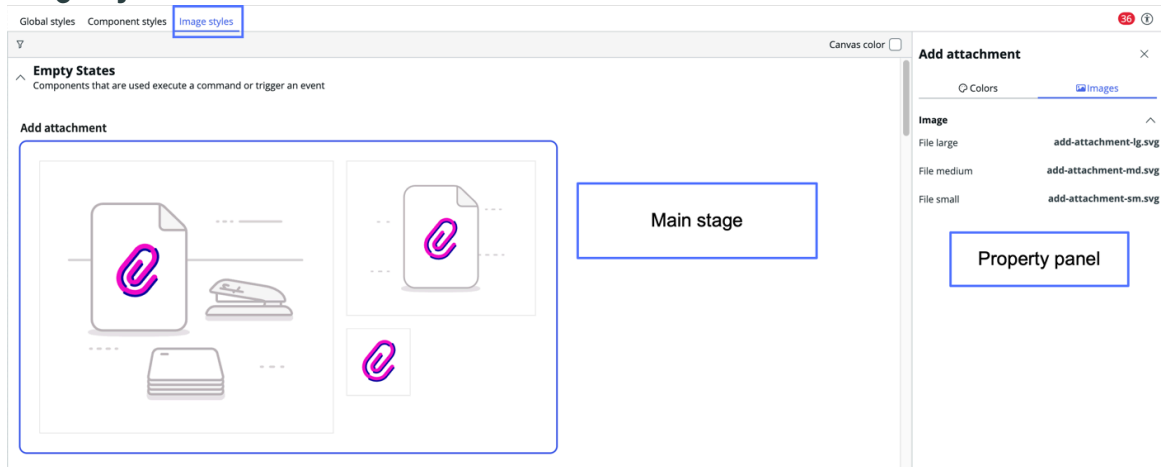 Global styles Component styles Image styles 36
Canvas color
Empty States
Components that are used execute a command or trigger an event
Add attachment
Main stage
Add attachment
Colors Images
Image
File large add-attachment-lg.svg
File medium add-attachment-md.svg
File small add-attachment-sm.svg
Property panel